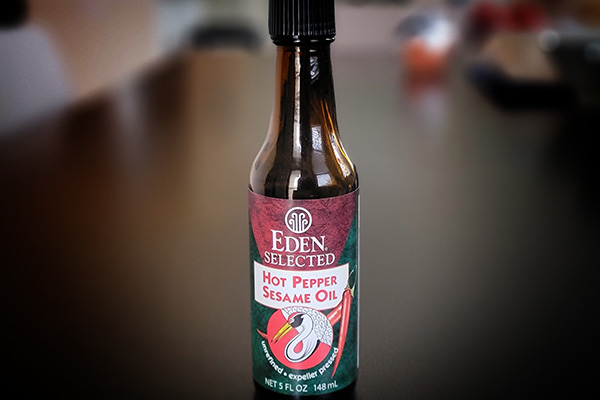 EDEN®
SELECTED
HOT PEPPER
SESAME OIL
unrefined • expeller pressed
NET 5 FL OZ 148 mL